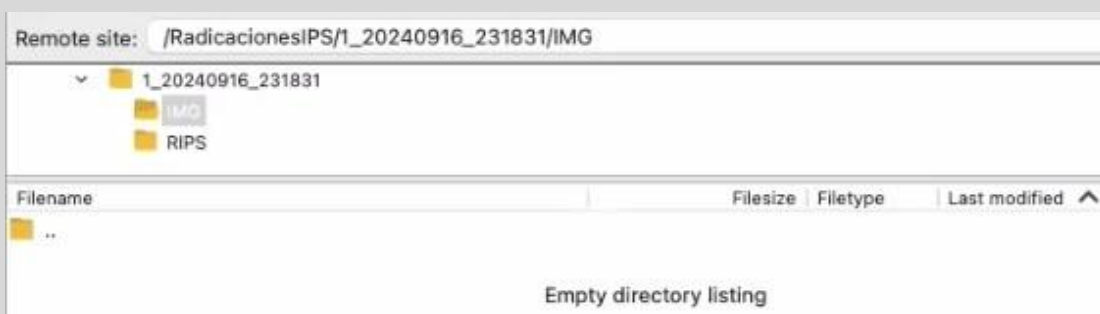 Remote site: /RadicacionesIPS/1_20240916_231831/IMG
1_20240916_231831
IMG
RIPS
Filename Filesize Filetype Last modified
..
Empty directory listing